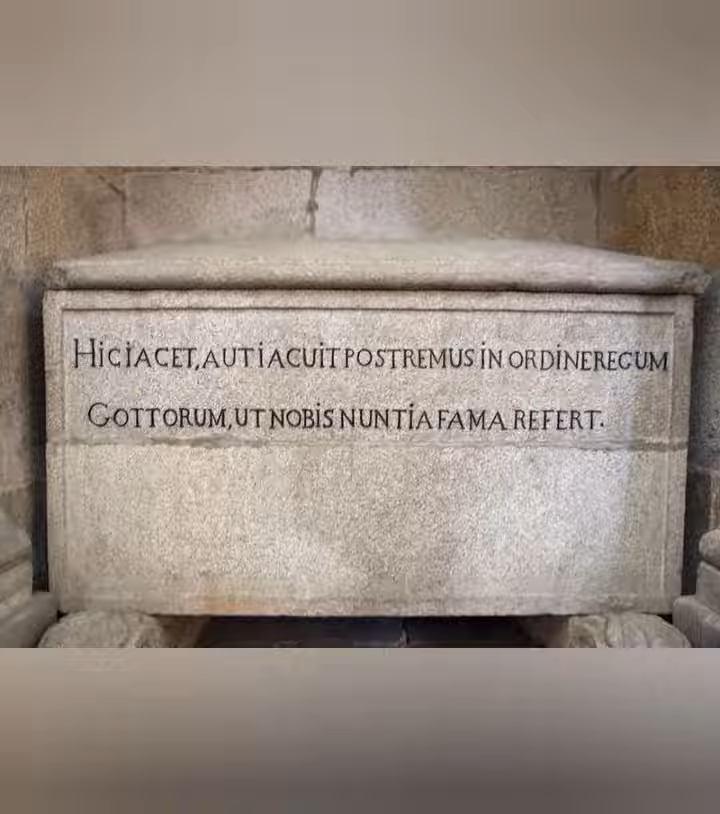 HiC iACET, AUT iACUiT POSTREMUS iN ORDiNE REGUM
GOTTORUM, UT NOBiS NUNTiA FAMA REFERT.